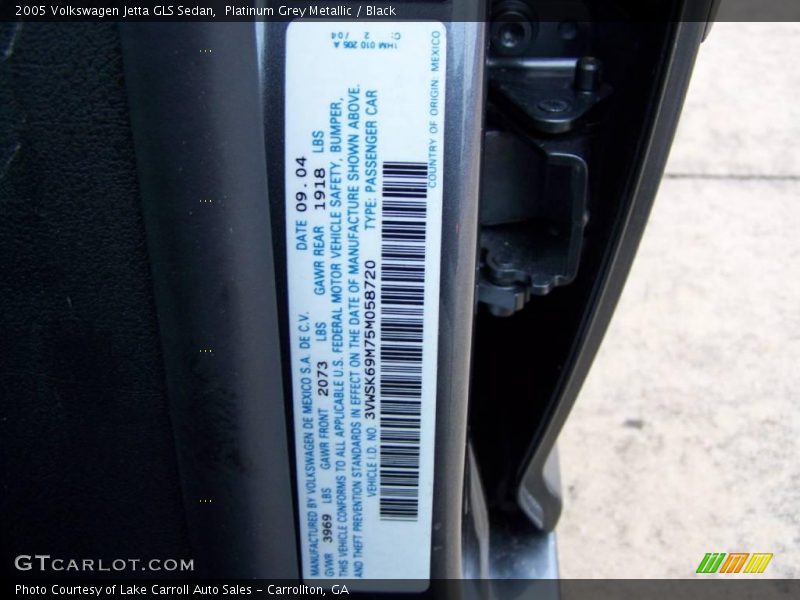 2005 Volkswagen Jetta GLS Sedan,  Platinum Grey Metallic / Black
MANUFACTURED BY VOLKSWAGEN DE MEXICO S.A. DE C.V. DATE 09.04
GVWR 3969 LBS GAWR FRONT 2073 LBS GAWR REAR 1918 LBS
THIS VEHICLE CONFORMS TO ALL APPLICABLE U.S. FEDERAL MOTOR VEHICLE SAFETY, BUMPER,
AND THEFT PREVENTION STANDARDS IN EFFECT ON THE DATE OF MANUFACTURE SHOWN ABOVE.
VEHICLE I.D. NO. 3VWSK69M75M058720 TYPE: PASSENGER CAR
COUNTRY OF ORIGIN: MEXICO
1HM 010 205 A
GTCARLOT.COM
Photo Courtesy of Lake Carroll Auto Sales - Carrollton, GA